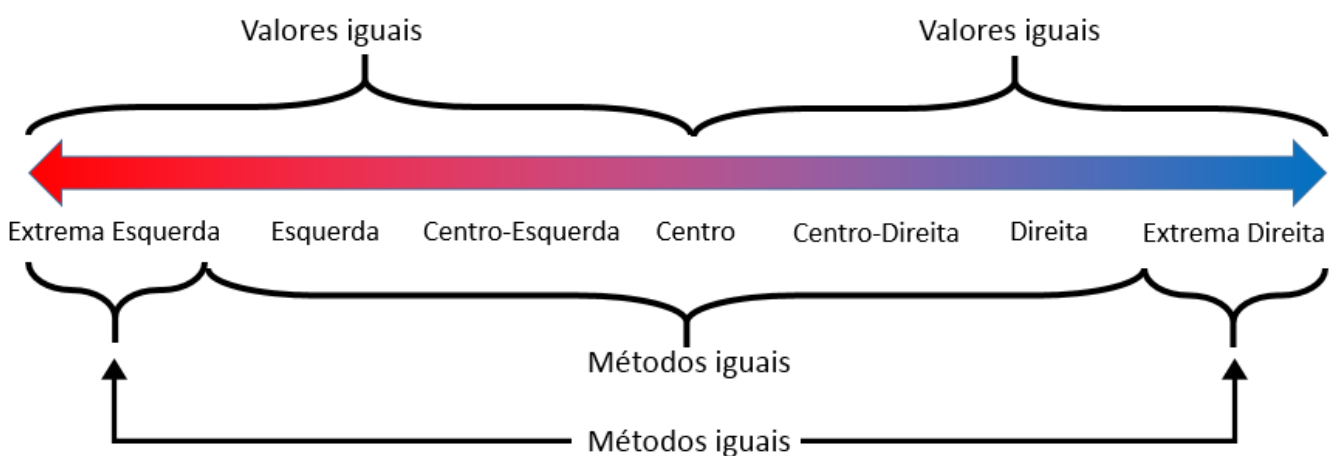 Valores iguais Valores iguais
Extrema Esquerda Esquerda Centro-Esquerda Centro Centro-Direita Direita Extrema Direita
Métodos iguais
Métodos iguais